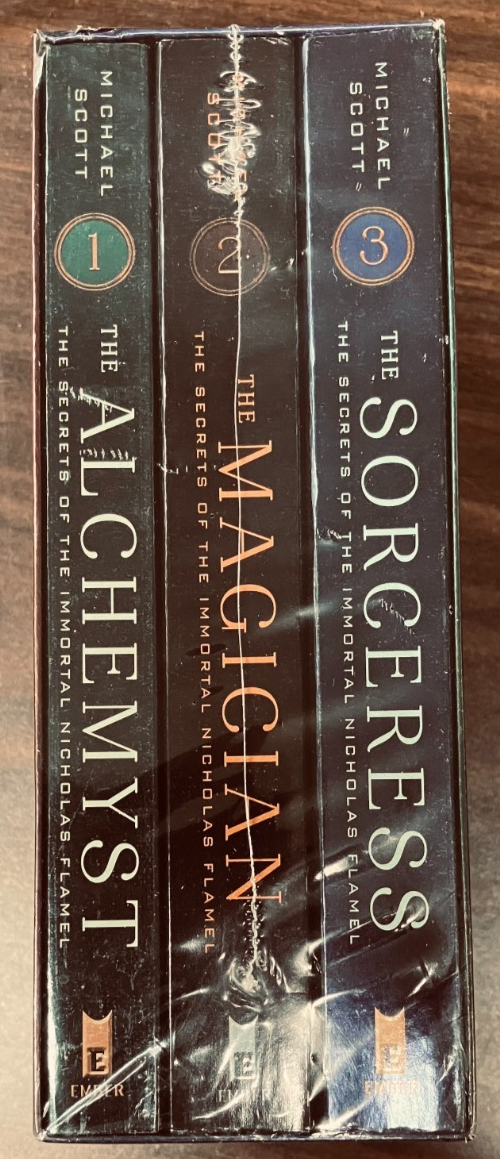 MICHAEL
SCOTT
1
THE ALCHEMYST
THE SECRETS OF THE IMMORTAL NICHOLAS FLAMEL
E
EMBER
SCOTT
2
THE MAGICIAN
THE SECRETS OF THE IMMORTAL NICHOLAS FLAMEL
E
MICHAEL
SCOTT
3
THE SORCERESS
THE SECRETS OF THE IMMORTAL NICHOLAS FLAMEL
E
EMBER